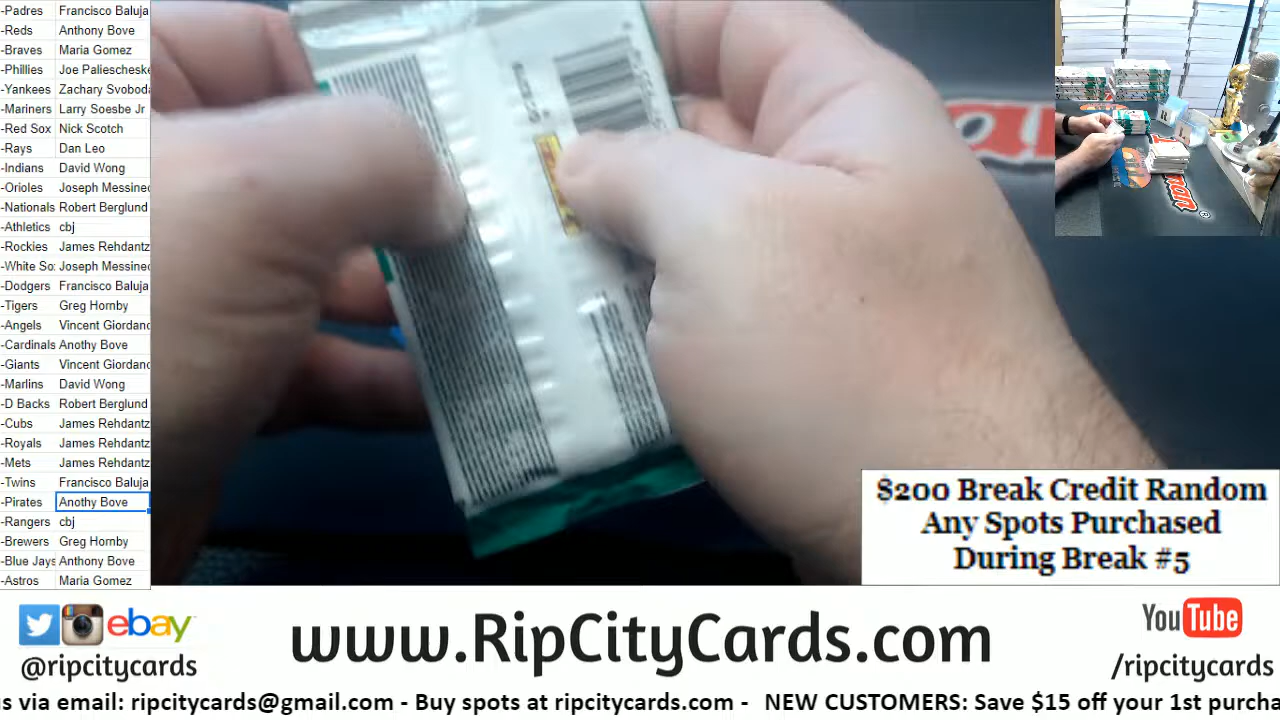 -Padres Francisco Baluja
-Reds Anthony Bove
-Braves Maria Gomez
-Phillies Joe Paliescheske
-Yankees Zachary Svoboda
-Mariners Larry Soesbe Jr
-Red Sox Nick Scotch
-Rays Dan Leo
-Indians David Wong
-Orioles Joseph Messineo
-Nationals Robert Berglund
-Athletics cbj
-Rockies James Rehdantz
-White Sox Joseph Messineo
-Dodgers Francisco Baluja
-Tigers Greg Hornby
-Angels Vincent Giordano
-Cardinals Anothy Bove
-Giants Vincent Giordano
-Marlins David Wong
-D Backs Robert Berglund
-Cubs James Rehdantz
-Royals James Rehdantz
-Mets James Rehdantz
-Twins Francisco Baluja
-Pirates Anothy Bove
-Rangers cbj
-Brewers Greg Hornby
-Blue Jays Anthony Bove
-Astros Maria Gomez
$200 Break Credit Random
Any Spots Purchased
During Break #5
ebay
@ripcitycards
www.RipCityCards.com
YouTube
/ripcitycards
s via email: ripcitycards@gmail.com - Buy spots at ripcitycards.com - NEW CUSTOMERS: Save $15 off your 1st purcha